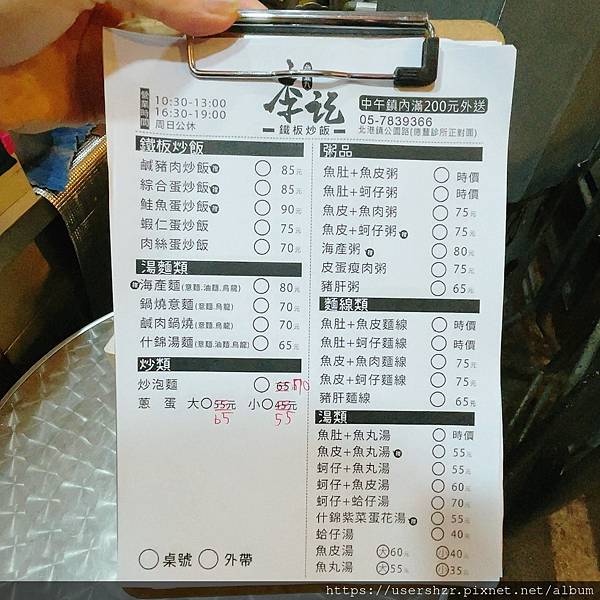 營業時間
10:30-13:00
16:30-19:00
周日公休
李記
鐵板炒飯
中午鎮內滿200元外送
05-7839366
北港鎮公園路(德豐診所正對面)
鐵板炒飯
鹹豬肉炒飯 85元
綜合蛋炒飯 85元
鮭魚蛋炒飯 90元
蝦仁蛋炒飯 75元
肉絲蛋炒飯 70元
湯麵類
海產麵(意麵.油麵.烏龍) 80元
鍋燒意麵(意麵.烏龍) 70元
鹹肉鍋燒(意麵.烏龍) 70元
什錦湯麵(意麵.油麵.烏龍) 65元
炒類
炒泡麵 65 70
蔥 蛋 大 55元 小 45元
65 55
桌號 外帶
粥品
魚肚+魚皮粥 時價
魚肚+蚵仔粥 時價
魚皮+魚肉粥 75元
魚皮+蚵仔粥 75元
海產粥 80元
皮蛋瘦肉粥 75元
豬肝粥 65元
麵線類
魚肚+魚皮麵線 時價
魚肚+蚵仔麵線 時價
魚皮+魚肉麵線 75元
魚皮+蚵仔麵線 75元
豬肝麵線 65元
湯類
魚肚+魚丸湯 時價
魚皮+魚丸湯 55元
蚵仔+魚丸湯 55元
蚵仔+魚皮湯 60元
蚵仔+蛤仔湯 70元
什錦紫菜蛋花湯 55元
蛤仔湯 40元
魚皮湯 大60元 小40元
魚丸湯 大55元 小35元
https://usershzr.pixnet.net/album